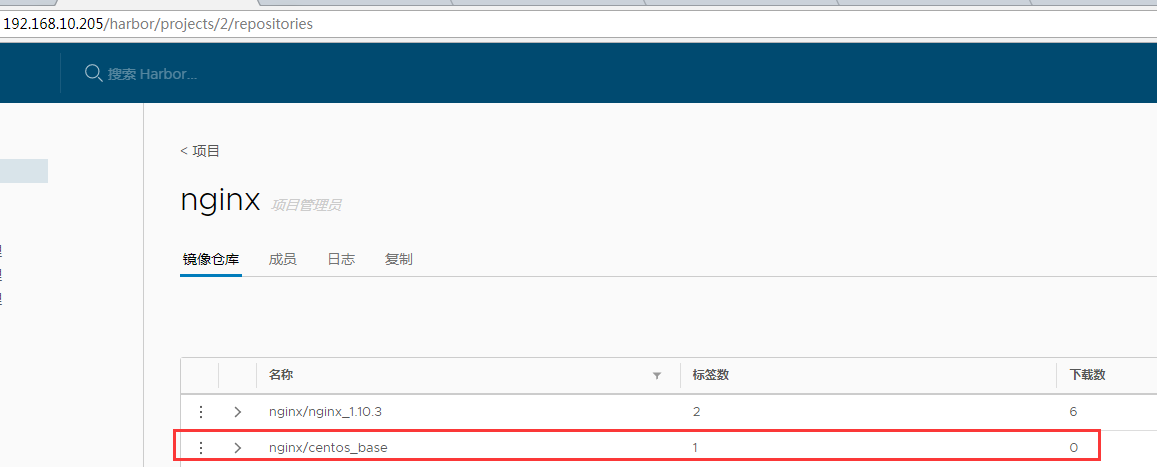 192.168.10.205/harbor/projects/2/repositories
搜索 Harbor...
< 项目
nginx 项目管理员
镜像仓库 成员 日志 复制
名称 标签数 下载数
nginx/nginx_1.10.3 2 6
nginx/centos_base 1 0